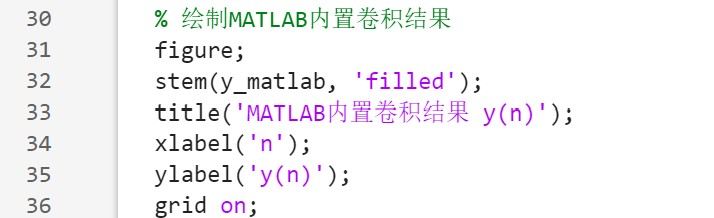 30 % 绘制MATLAB内置卷积结果
31 figure;
32 stem(y_matlab, 'filled');
33 title('MATLAB内置卷积结果 y(n)');
34 xlabel('n');
35 ylabel('y(n)');
36 grid on;